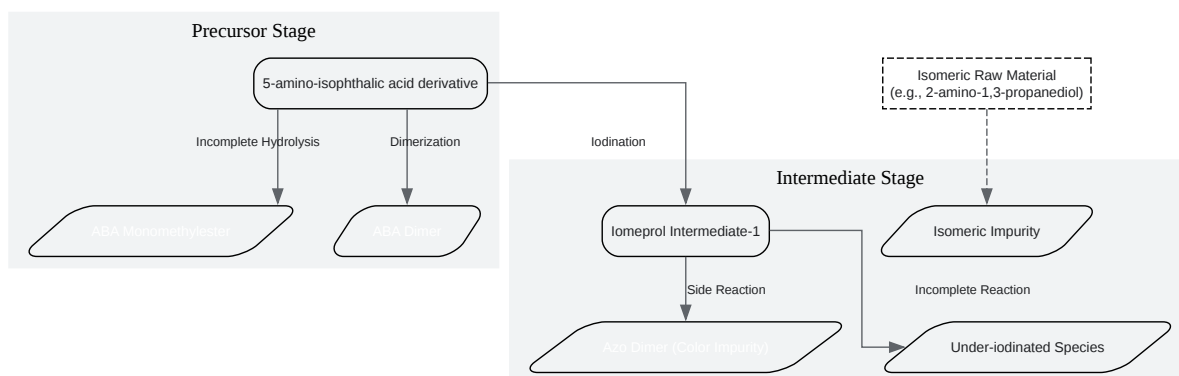 Precursor Stage
5-amino-isophthalic acid derivative
Isomeric Raw Material
(e.g., 2-amino-1,3-propanediol)
Incomplete Hydrolysis
Dimerization
Iodination
Intermediate Stage
ABA Monomethylester
ABA Dimer
Iomeprol Intermediate-1
Isomeric Impurity
Side Reaction
Incomplete Reaction
Azo Dimer (Color Impurity)
Under-iodinated Species